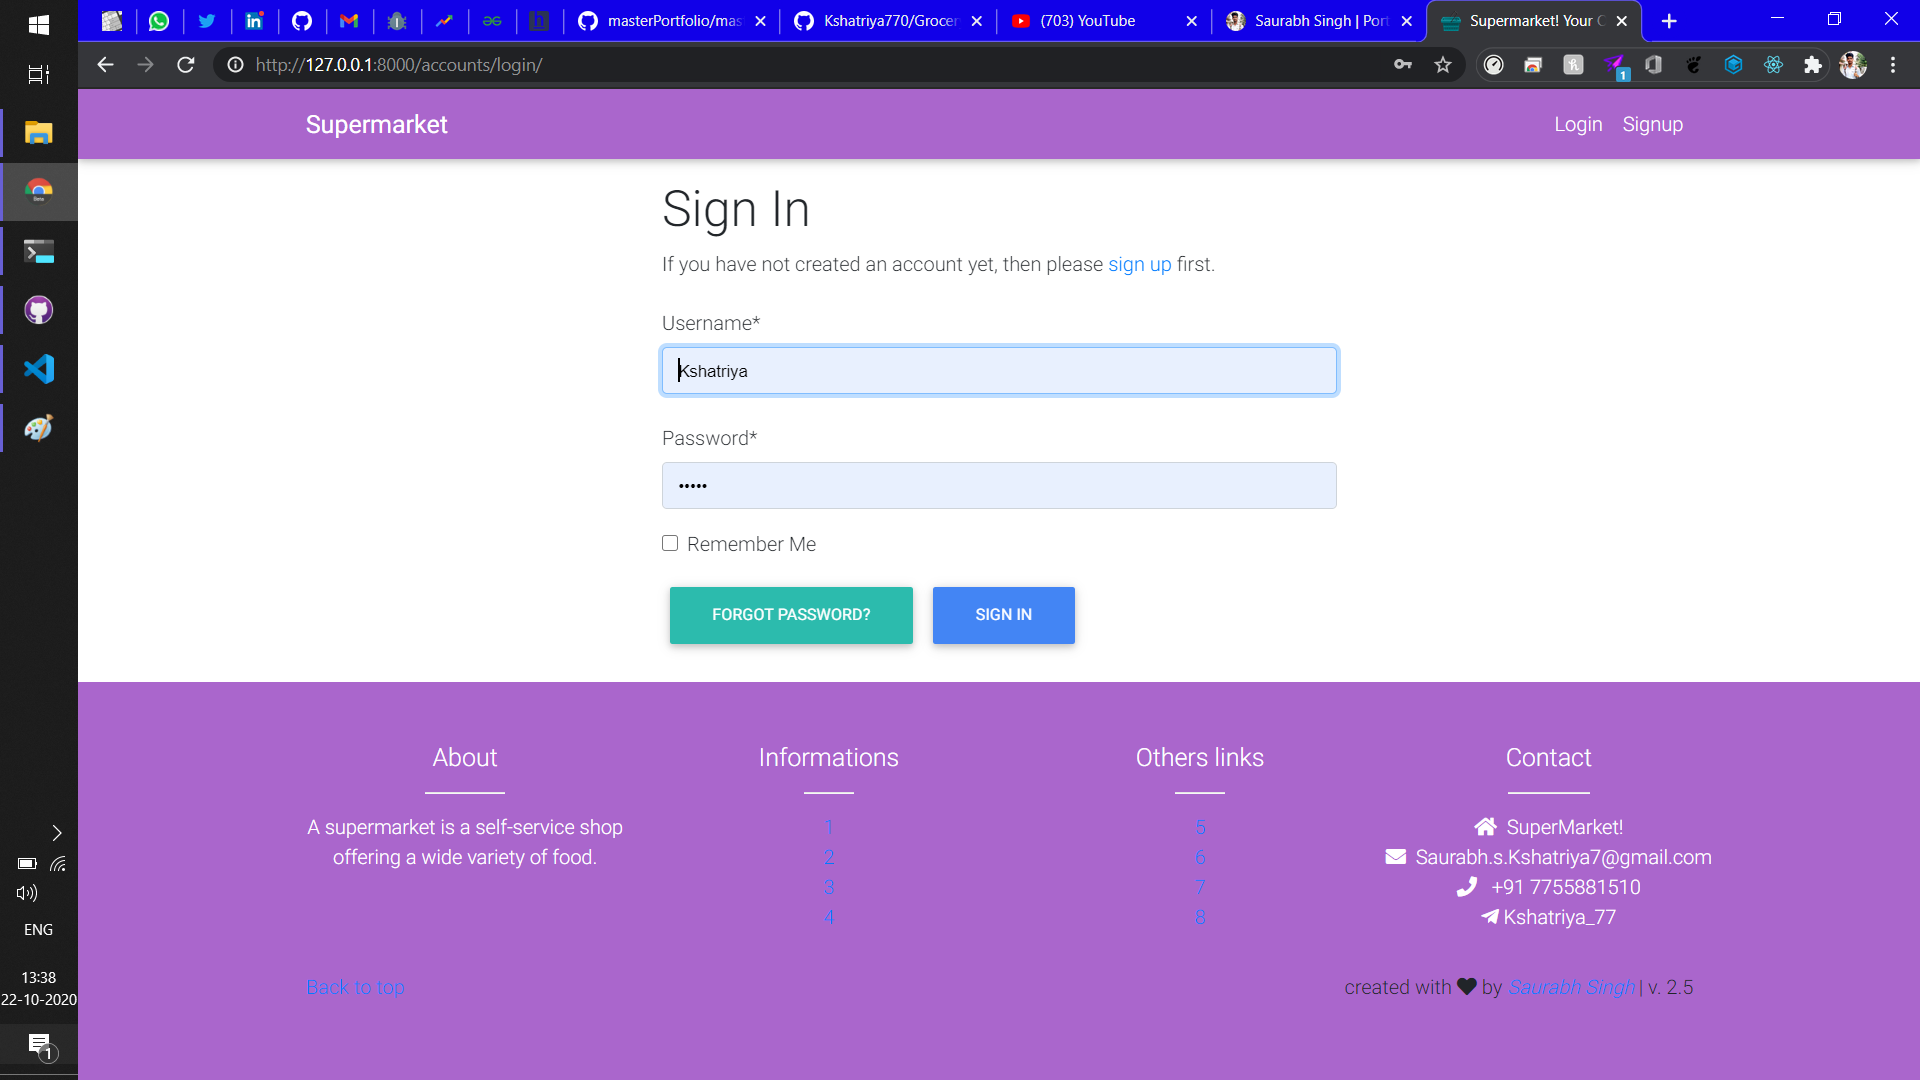 masterPortfolio/mas
Kshatriya770/Grocer
(703) YouTube
Saurabh Singh | Port
Supermarket! Your C
http://127.0.0.1:8000/accounts/login/
1
Supermarket
Login
Signup
Sign In
If you have not created an account yet, then please sign up first.
Username*
Kshatriya
Password*
•••••
Remember Me
FORGOT PASSWORD?
SIGN IN
About
A supermarket is a self-service shop
offering a wide variety of food.
Informations
1
2
3
4
Others links
5
6
7
8
Contact
SuperMarket!
Saurabh.s.Kshatriya7@gmail.com
+91 7755881510
Kshatriya_77
Back to top
created with ♥ by Saurabh Singh | v. 2.5
ENG
13:38
22-10-2020
1